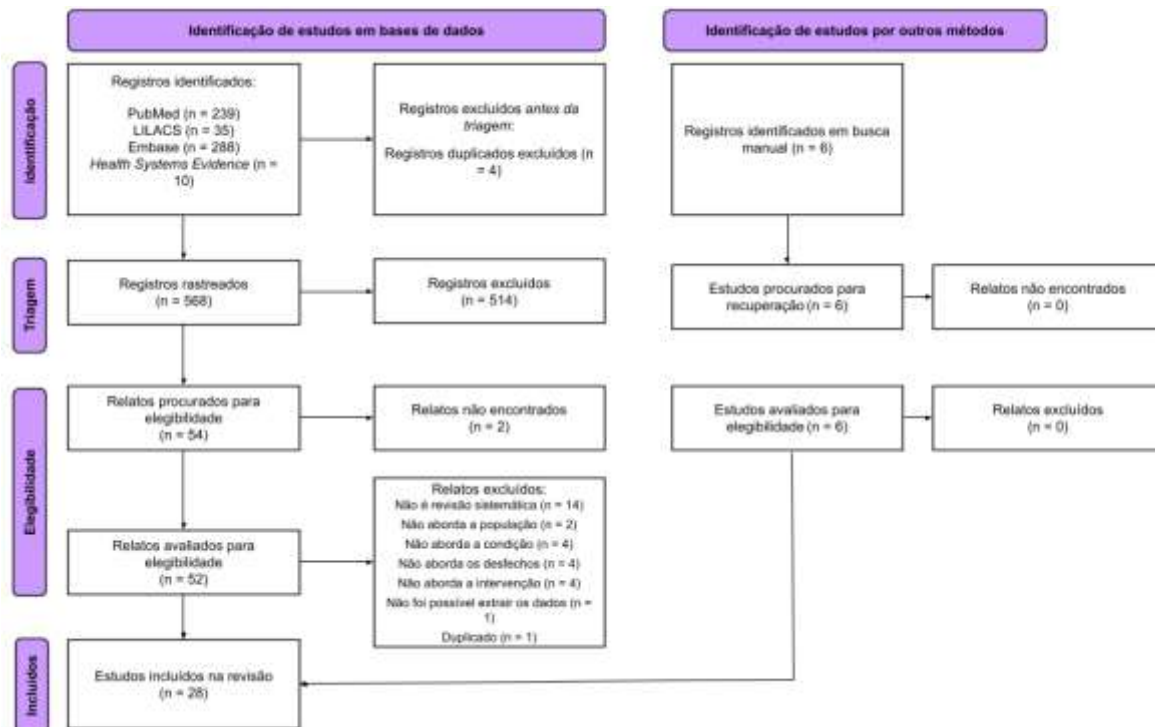 Identificação de estudos em bases de dados
Identificação de estudos por outros métodos
Identificação
Registros identificados:
PubMed (n = 239)
LILACS (n = 35)
Embase (n = 288)
Health Systems Evidence (n =
10)
Registros excluídos antes da
triagem:
Registros duplicados excluídos (n
= 4)
Registros identificados em busca
manual (n = 6)
Triagem
Registros rastreados
(n = 568)
Registros excluídos
(n = 514)
Estudos procurados para
recuperação (n = 6)
Relatos não encontrados
(n = 0)
Elegibilidade
Relatos procurados para
elegibilidade
(n = 54)
Relatos não encontrados
(n = 2)
Estudos avaliados para
elegibilidade (n = 6)
Relatos excluídos
(n = 0)
Relatos avaliados para
elegibilidade
(n = 52)
Relatos excluídos:
Não é revisão sistemática (n = 14)
Não aborda a população (n = 2)
Não aborda a condição (n = 4)
Não aborda os desfechos (n = 4)
Não aborda a intervenção (n = 4)
Não foi possível extrair os dados (n =
1)
Duplicado (n = 1)
Incluídos
Estudos incluídos na revisão
(n = 28)